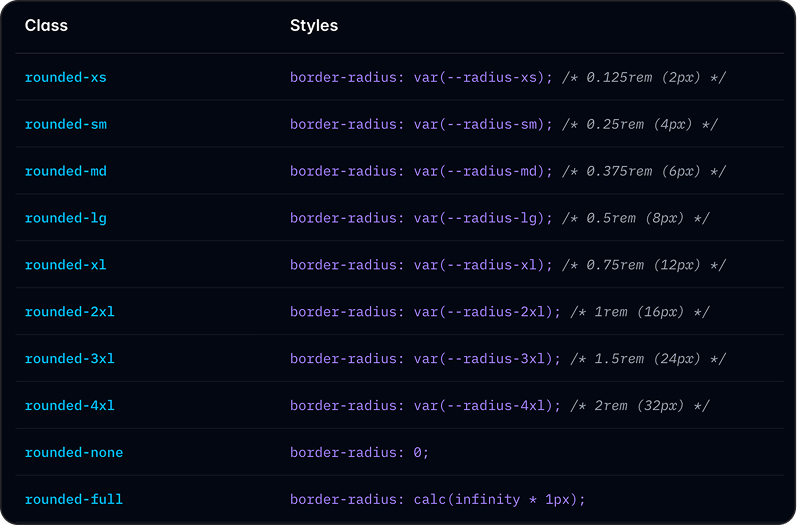 Class Styles
rounded-xs border-radius: var(--radius-xs); /* 0.125rem (2px) */
rounded-sm border-radius: var(--radius-sm); /* 0.25rem (4px) */
rounded-md border-radius: var(--radius-md); /* 0.375rem (6px) */
rounded-lg border-radius: var(--radius-lg); /* 0.5rem (8px) */
rounded-xl border-radius: var(--radius-xl); /* 0.75rem (12px) */
rounded-2xl border-radius: var(--radius-2xl); /* 1rem (16px) */
rounded-3xl border-radius: var(--radius-3xl); /* 1.5rem (24px) */
rounded-4xl border-radius: var(--radius-4xl); /* 2rem (32px) */
rounded-none border-radius: 0;
rounded-full border-radius: calc(infinity * 1px);